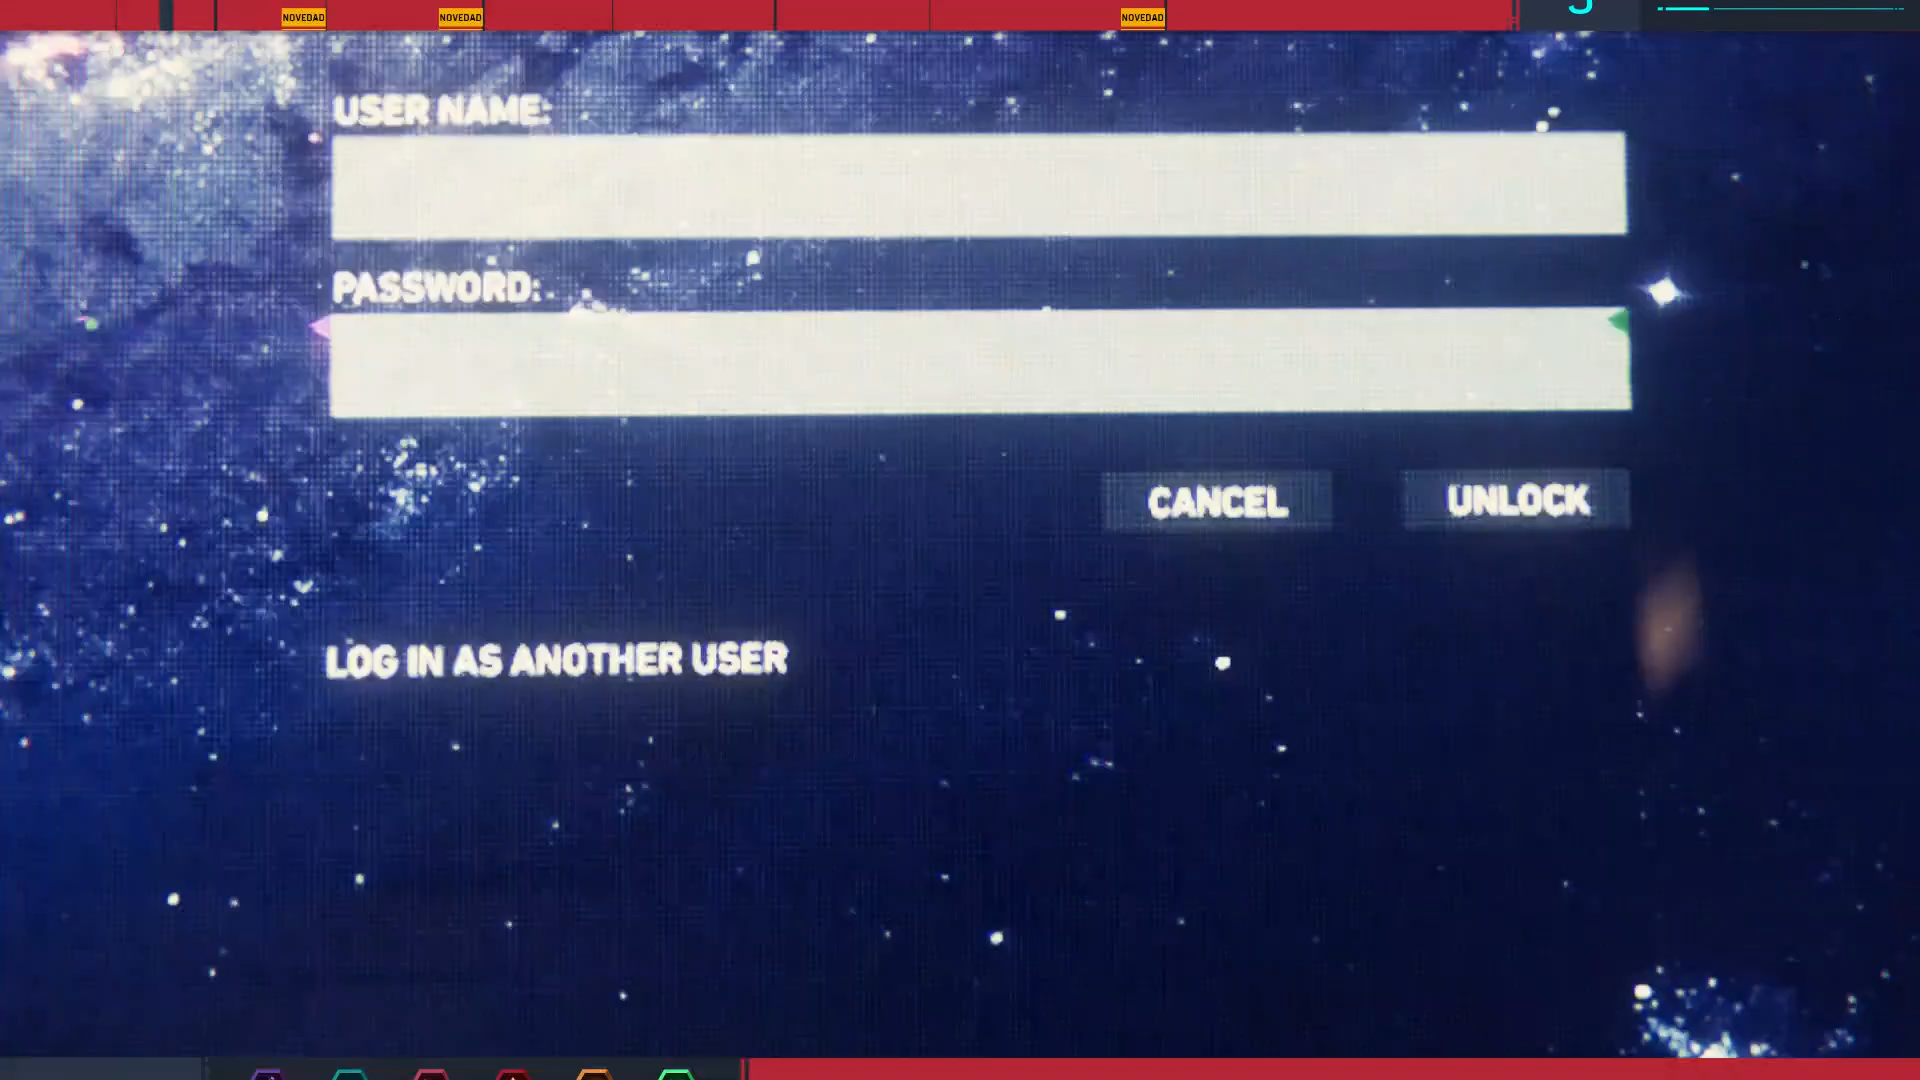 NOVEDAD NOVEDAD NOVEDAD
USER NAME:
PASSWORD:
CANCEL UNLOCK
LOG IN AS ANOTHER USER